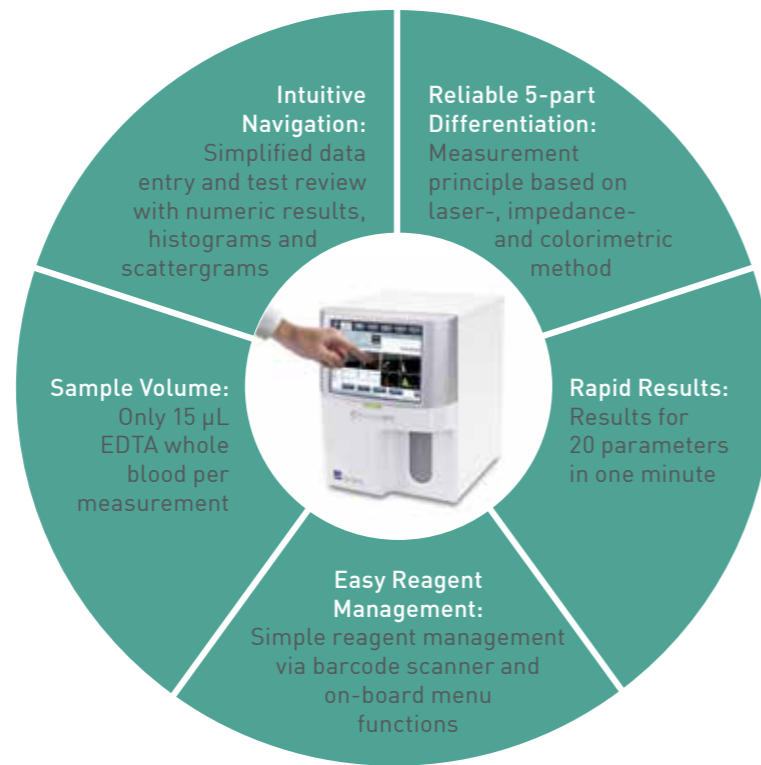 Intuitive
Navigation:
Simplified data
entry and test review
with numeric results,
histograms and
scattergrams
Reliable 5-part
Differentiation:
Measurement
principle based on
laser-, impedance-
and colorimetric
method
Sample Volume:
Only 15 µL
EDTA whole
blood per
measurement
Rapid Results:
Results for
20 parameters
in one minute
Easy Reagent
Management:
Simple reagent management
via barcode scanner and
on-board menu
functions